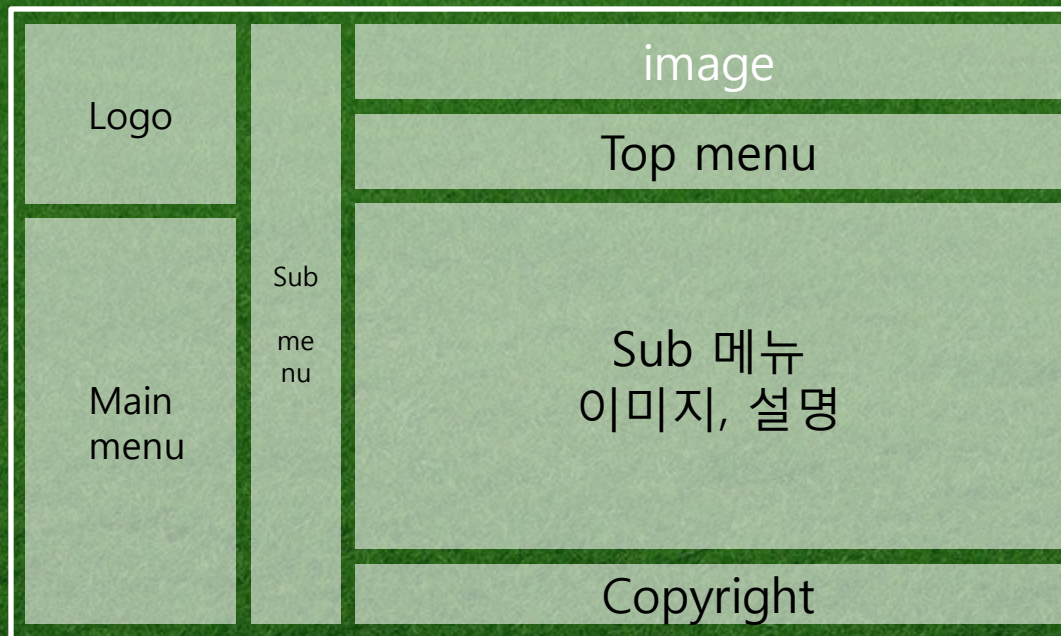 Logo
Main
menu
Sub
me
nu
image
Top menu
Sub 메뉴
이미지, 설명
Copyright